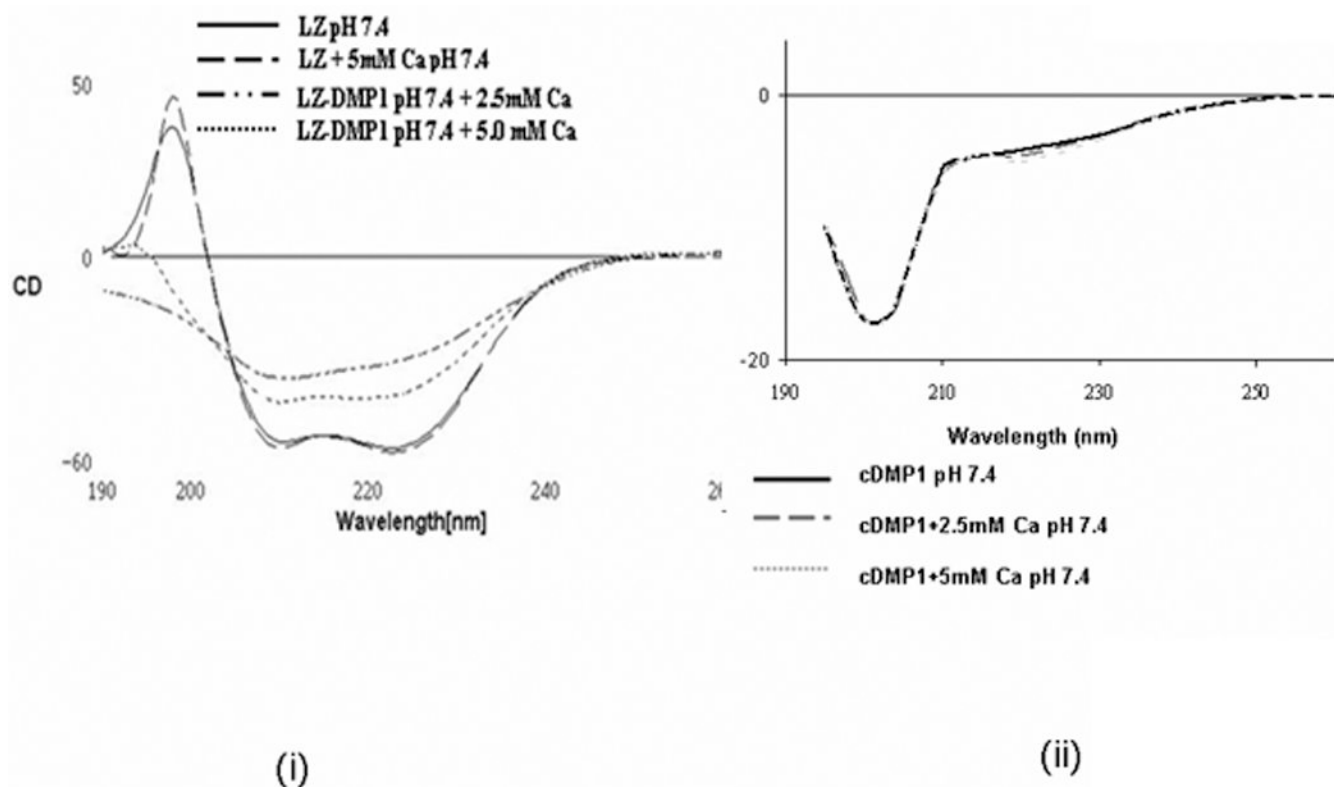 LZ pH 7.4
LZ + 5mM Ca pH 7.4
LZ-DMP1 pH 7.4 + 2.5mM Ca
LZ-DMP1 pH 7.4 + 5.0 mM Ca
50
0
CD
-60
190 200 220 240
Wavelength[nm]
(i)
0
-20
190 210 230 250
Wavelength (nm)
cDMP1 pH 7.4
cDMP1+2.5mM Ca pH 7.4
cDMP1+5mM Ca pH 7.4
(ii)